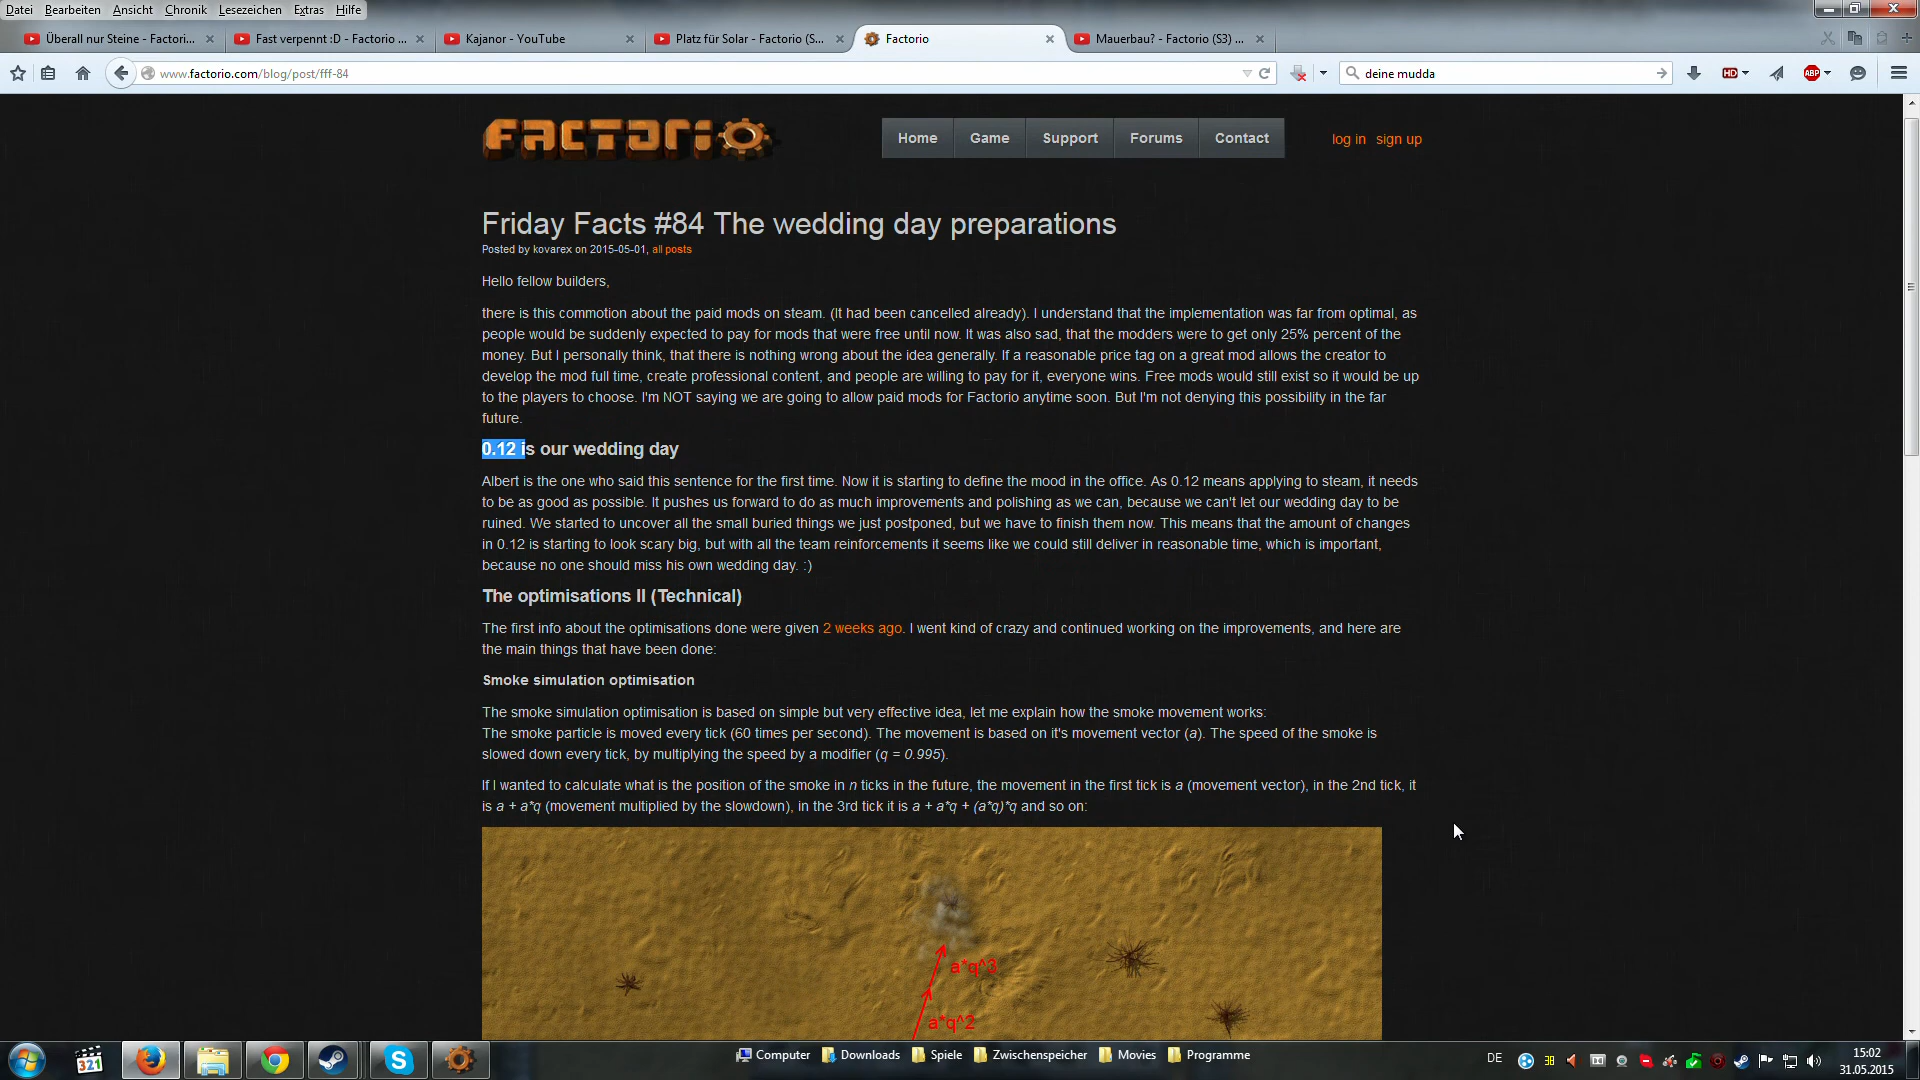 Datei Bearbeiten Ansicht Chronik Lesezeichen Extras Hilfe
Überall nur Steine - Factori... Fast verpennt :D - Factorio ... Kajanor - YouTube Platz für Solar - Factorio (S... Factorio Mauerbau? - Factorio (S3) ...
www.factorio.com/blog/post/fff-84 deine mudda HD ABP
FACTORIO
Home Game Support Forums Contact log in sign up
Friday Facts #84 The wedding day preparations
Posted by kovarex on 2015-05-01, all posts
Hello fellow builders,
there is this commotion about the paid mods on steam. (It had been cancelled already). I understand that the implementation was far from optimal, as
people would be suddenly expected to pay for mods that were free until now. It was also sad, that the modders were to get only 25% percent of the
money. But I personally think, that there is nothing wrong about the idea generally. If a reasonable price tag on a great mod allows the creator to
develop the mod full time, create professional content, and people are willing to pay for it, everyone wins. Free mods would still exist so it would be up
to the players to choose. I'm NOT saying we are going to allow paid mods for Factorio anytime soon. But I'm not denying this possibility in the far
future.
0.12 is our wedding day
Albert is the one who said this sentence for the first time. Now it is starting to define the mood in the office. As 0.12 means applying to steam, it needs
to be as good as possible. It pushes us forward to do as much improvements and polishing as we can, because we can't let our wedding day to be
ruined. We started to uncover all the small buried things we just postponed, but we have to finish them now. This means that the amount of changes
in 0.12 is starting to look scary big, but with all the team reinforcements it seems like we could still deliver in reasonable time, which is important,
because no one should miss his own wedding day. :)
The optimisations II (Technical)
The first info about the optimisations done were given 2 weeks ago. I went kind of crazy and continued working on the improvements, and here are
the main things that have been done:
Smoke simulation optimisation
The smoke simulation optimisation is based on simple but very effective idea, let me explain how the smoke movement works:
The smoke particle is moved every tick (60 times per second). The movement is based on it's movement vector (a). The speed of the smoke is
slowed down every tick, by multiplying the speed by a modifier (q = 0.995).
If I wanted to calculate what is the position of the smoke in n ticks in the future, the movement in the first tick is a (movement vector), in the 2nd tick, it
is a + a*q (movement multiplied by the slowdown), in the 3rd tick it is a + a*q + (a*q)*q and so on:
a*q^3
a*q^2
321 Computer Downloads Spiele Zwischenspeicher Movies Programme DE 38 15:02
31.05.2015